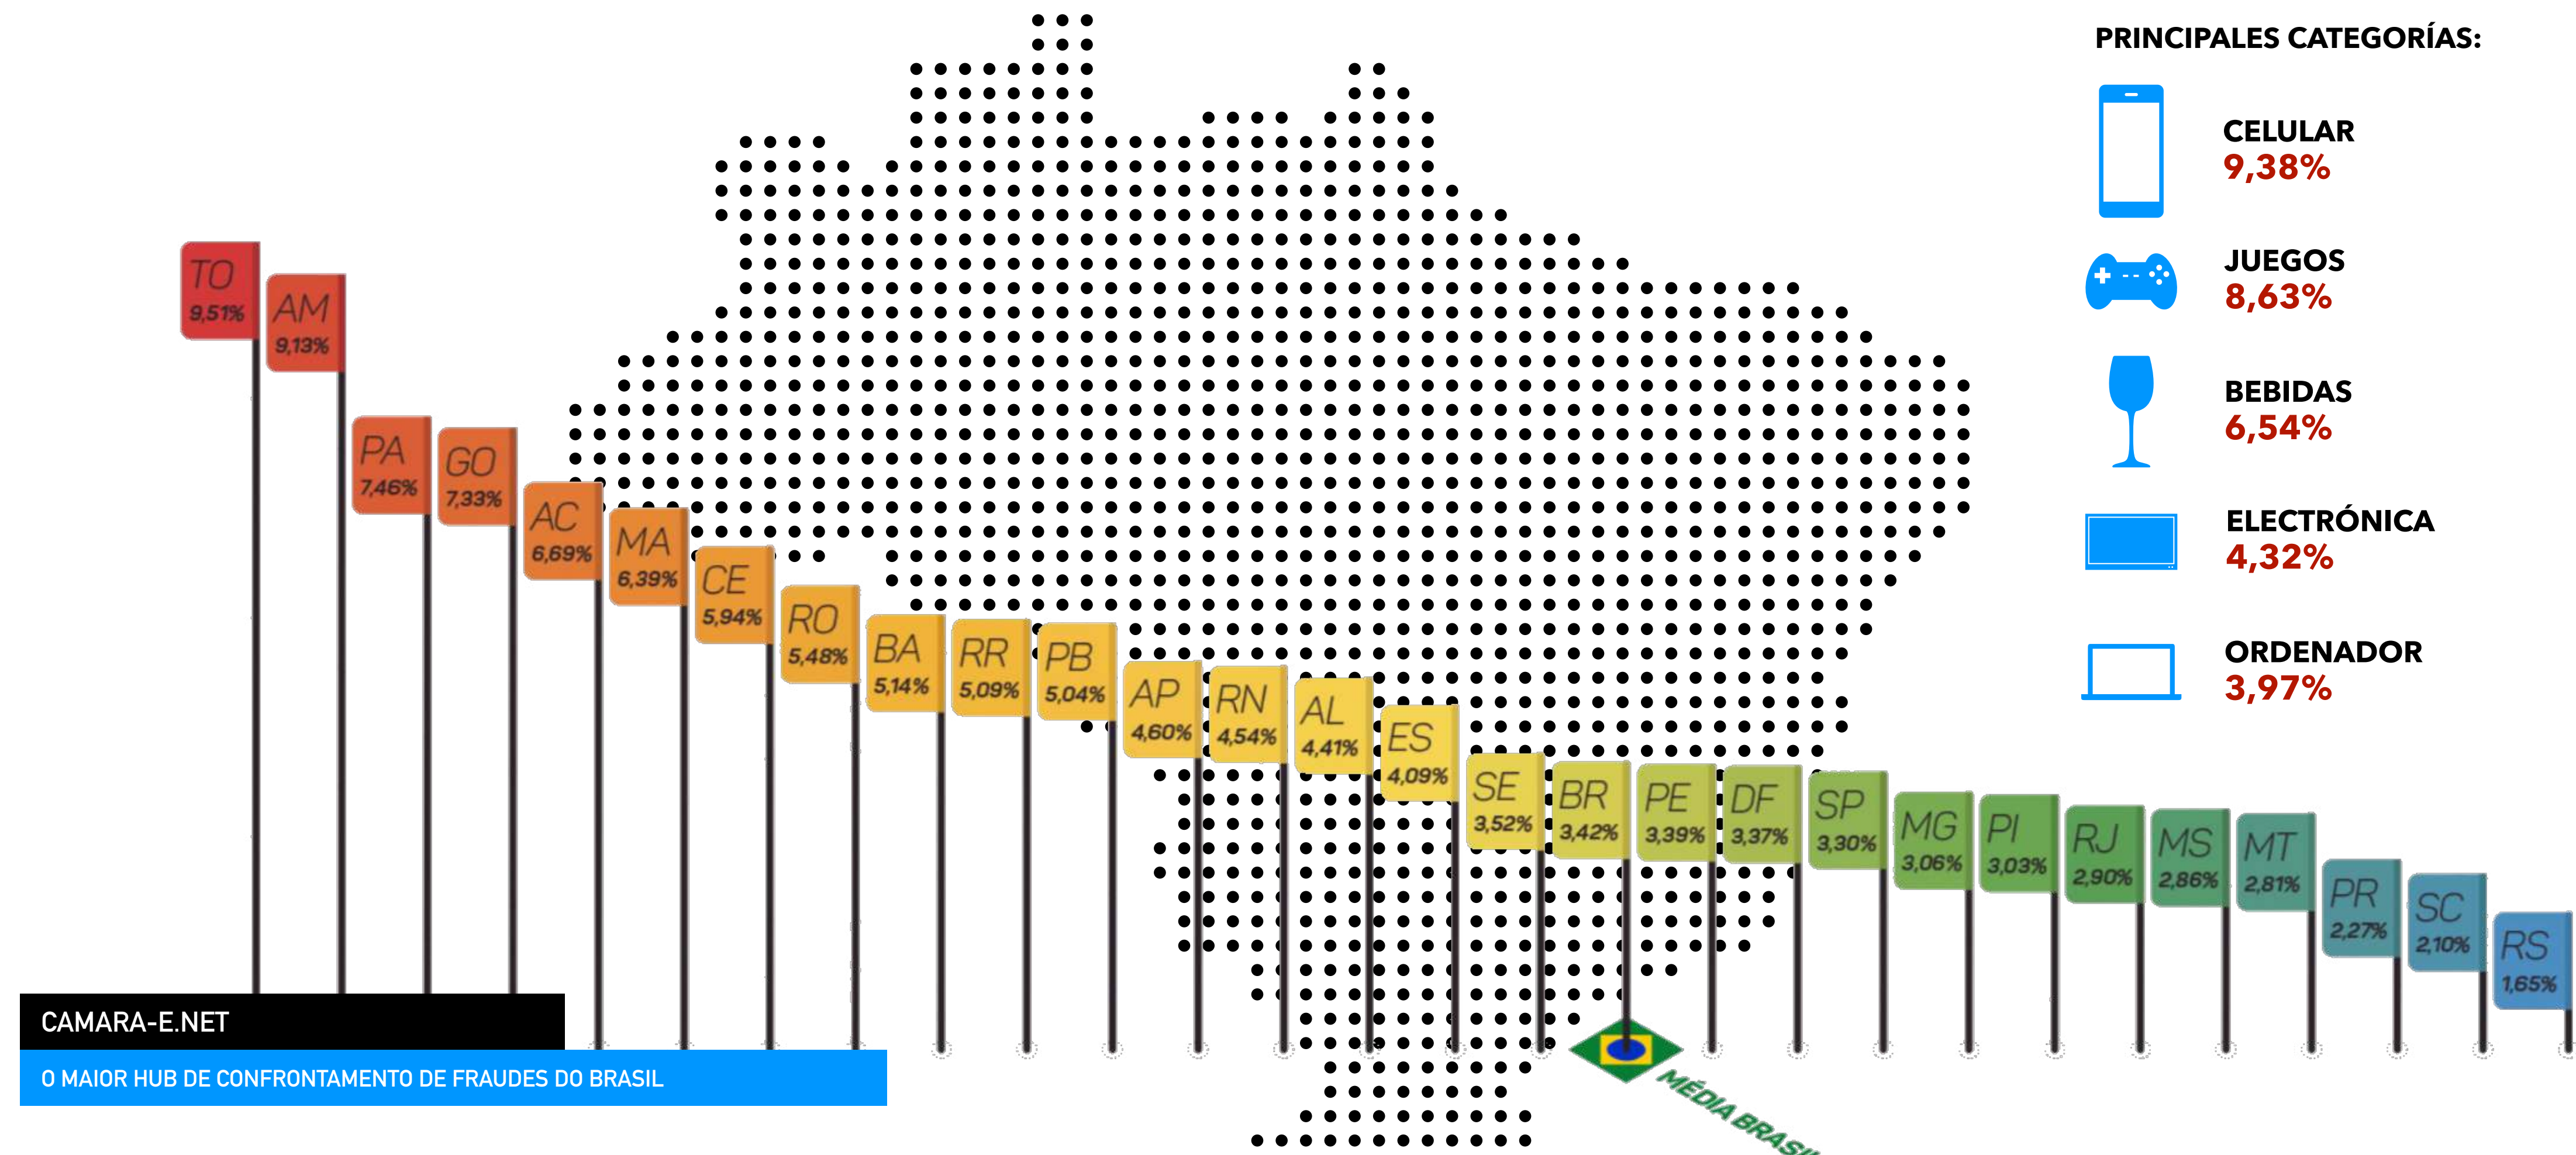 PRINCIPALES CATEGORÍAS:
CELULAR
9,38%
JUEGOS
8,63%
BEBIDAS
6,54%
ELECTRÓNICA
4,32%
ORDENADOR
3,97%
TO
9,51%
AM
9,13%
PA
7,46%
GO
7,33%
AC
6,69%
MA
6,39%
CE
5,94%
RO
5,48%
BA
5,14%
RR
5,09%
PB
5,04%
AP
4,60%
RN
4,54%
AL
4,41%
ES
4,09%
SE
3,52%
BR
3,42%
PE
3,39%
DF
3,37%
SP
3,30%
MG
3,06%
PI
3,03%
RJ
2,90%
MS
2,86%
MT
2,81%
PR
2,27%
SC
2,10%
RS
1,65%
CAMARA-E.NET
O MAIOR HUB DE CONFRONTAMENTO DE FRAUDES DO BRASIL
MÉDIA BRASIL